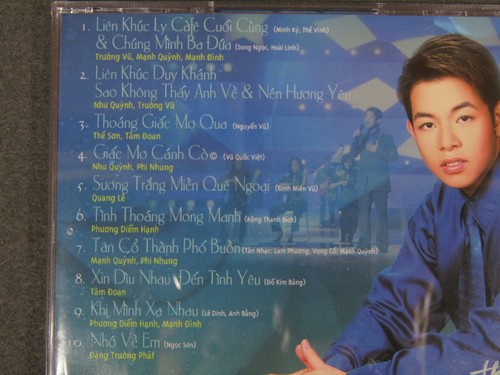 1. Liên Khúc Ly Càfê Cuối Cùng (Minh Kỳ, Thế Vinh)
& Chúng Mình Ba Đứa (Song Ngọc, Hoài Linh)
Trường Vũ, Mạnh Quỳnh, Mạnh Đình
2. Liên Khúc Duy Khánh
Sao Không Thấy Anh Về & Nén Hương Yêu
Như Quỳnh, Trường Vũ
3. Thoáng Giấc Mơ Qua (Nguyến Vũ)
Thế Sơn, Tâm Đoan
4. Giấc Mơ Cánh Cò © (Vũ Quốc Việt)
Như Quỳnh, Phi Nhung
5. Sương Trắng Miền Quê Ngoại (Đinh Miên Vũ)
Quang Lê
6. Tình Thoáng Mong Manh (Kông Thanh Bích)
Phương Diễm Hạnh
7. Tân Cổ Thành Phố Buồn (Tân Nhạc: Lam Phương, Vọng Cổ: Mạnh Quỳnh)
Mạnh Quỳnh, Phi Nhung
8. Xin Dìu Nhau Đến Tình Yêu (Đỗ Kim Bảng)
Tâm Đoan
9. Khi Mình Xa Nhau (Lê Dinh, Anh Bằng)
Phương Diễm Hạnh, Mạnh Đình
10. Nhớ Về Em (Ngọc Sơn)
Đặng Trường Phát